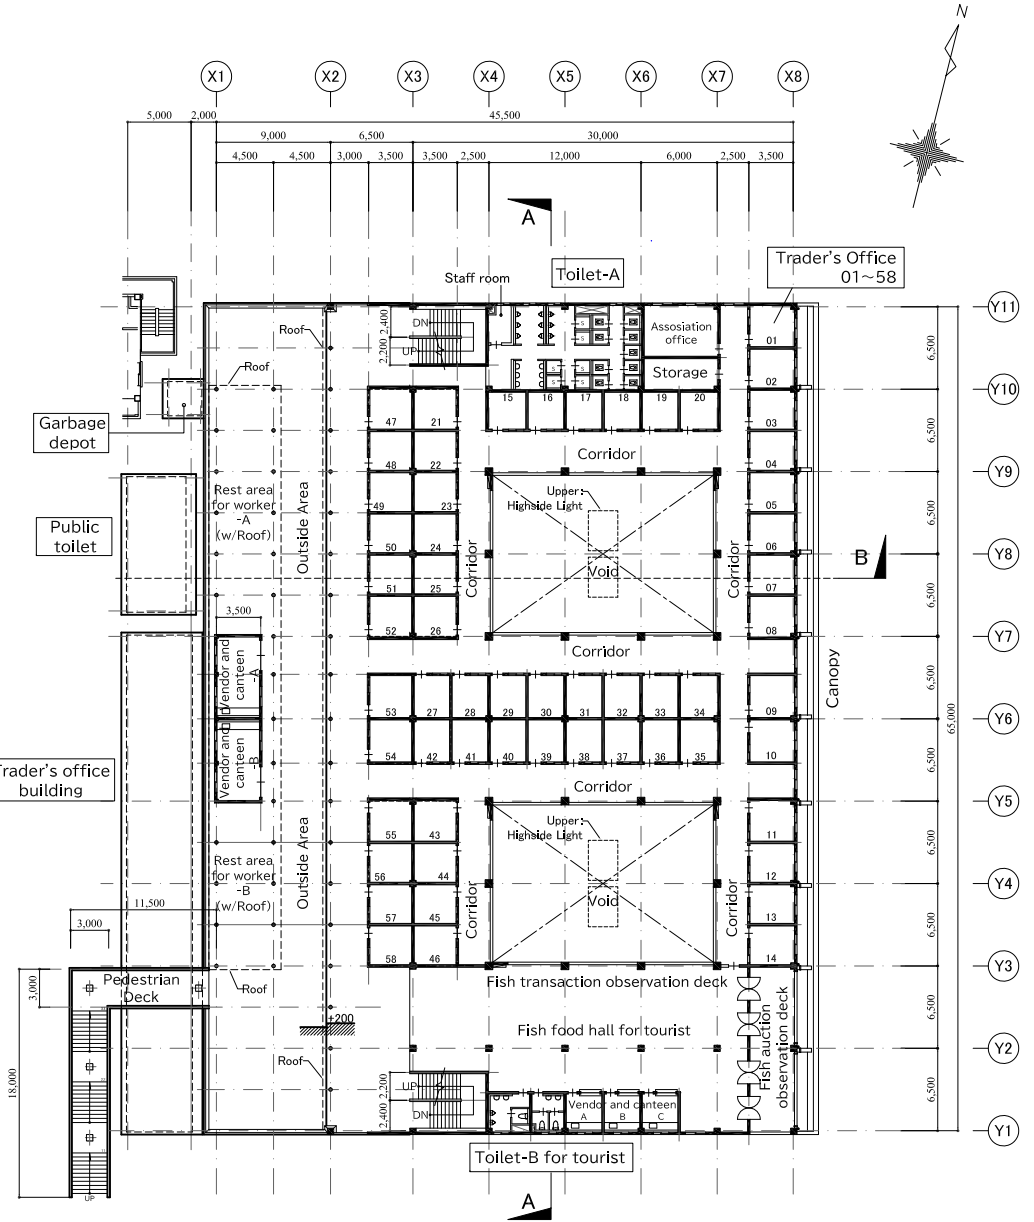 N
X1
X2
X3
X4
X5
X6
X7
X8
5,000
2,000
45,500
9,000
6,500
30,000
4,500
4,500
3,000
3,500
3,500
2,500
12,000
6,000
2,500
3,500
A
Staff room
Toilet-A
Trader's Office
01~58
Y11
Y10
Y9
Y8
Y7
Y6
Y5
Y4
Y3
Y2
Y1
6,500
6,500
6,500
6,500
6,500
6,500
6,500
6,500
6,500
6,500
65,000
Roof
Roof
2,400
2,200
DN
UP
S
S
S
S
S
S
Assosiation
office
Storage
01
02
03
04
05
06
07
08
09
10
11
12
13
14
15
16
17
18
19
20
Garbage
depot
Public
toilet
Rest area
for worker
-A
(w/Roof)
Outside Area
47
21
48
22
49
23
50
24
51
25
52
26
Corridor
Corridor
Corridor
Upper:
Highside Light
Void
B
3,500
Vendor and
canteen
-A
Vendor and
canteen
-B
Corridor
Canopy
53
27
28
29
30
31
32
33
34
54
42
41
40
39
38
37
36
35
Trader's office
building
Corridor
55
43
56
44
57
45
58
46
Corridor
Corridor
Upper:
Highside Light
Void
Rest area
for worker
-B
(w/Roof)
Outside Area
11,500
3,000
3,000
18,000
Pedestrian
Deck
Roof
+200
Roof
Fish transaction observation deck
Fish food hall for tourist
Fish auction
observation deck
2,200
2,400
UP
DN
Vendor and canteen
A
B
C
UP
Toilet-B for tourist
A